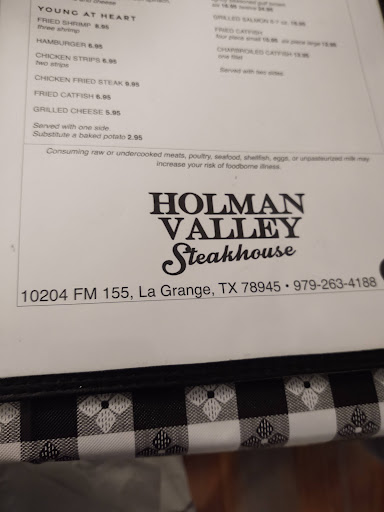 YOUNG AT HEART
FRIED SHRIMP 6.95
three shrimp
HAMBURGER 6.95
CHICKEN STRIPS 6.95
two strips
CHICKEN FRIED STEAK 6.95
FRIED CATFISH 6.95
GRILLED CHEESE 5.95
Served with one side.
Substitute a baked potato 2.95
GRILLED SALMON
FRIED CATFISH
CHARBROILED CATFISH
one fillet
Served with two sides.
Consuming raw or undercooked meats, poultry, seafood, shellfish, eggs, or unpasteurized milk may
increase your risk of foodborne illness.
HOLMAN
VALLEY
Steakhouse
10204 FM 155, La Grange, TX 78945 • 979-263-4188